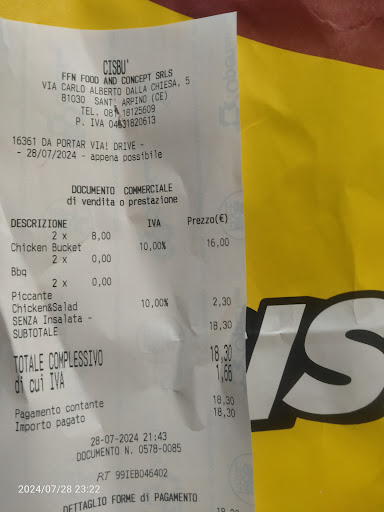 CISBU'
FFN FOOD AND CONCEPT SRLS
VIA CARLO ALBERTO DALLA CHIESA, 5
81030 SANT' ARPINO (CE)
TEL. 08118125609
P. IVA 04631820613
16361 DA PORTAR VIA! DRIVE -
- 28/07/2024 - appena possibile
DOCUMENTO COMMERCIALE
di vendita o prestazione
DESCRIZIONE IVA Prezzo(€)
2 x 8,00
Chicken Bucket 10,00% 16,00
2 x 0,00
Bbq
2 x 0,00
Piccante
Chicken&Salad 10,00% 2,30
SENZA Insalata -
SUBTOTALE 18,30
TOTALE COMPLESSIVO 18,30
di cui IVA 1,66
Pagamento contante 18,30
Importo pagato 18,30
28-07-2024 21:43
DOCUMENTO N. 0578-0085
RT 99IEB046402
DETTAGLIO FORME di PAGAMENTO
2024/07/28 23:22